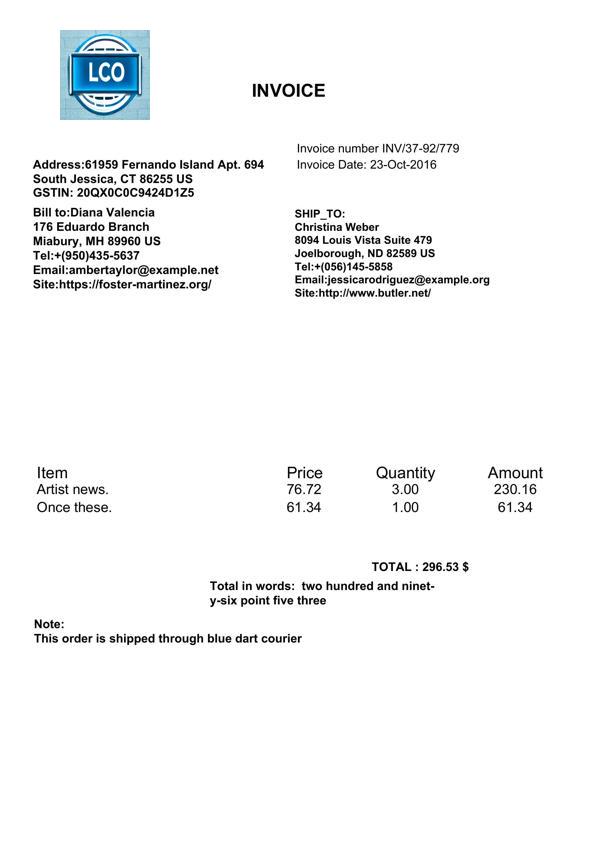 LCO
INVOICE
Invoice number INV/37-92/779
Invoice Date: 23-Oct-2016
Address:61959 Fernando Island Apt. 694
South Jessica, CT 86255 US
GSTIN: 20QX0C0C9424D1Z5
Bill to:Diana Valencia
176 Eduardo Branch
Miabury, MH 89960 US
Tel:+(950)435-5637
Email:ambertaylor@example.net
Site:https://foster-martinez.org/
SHIP_TO:
Christina Weber
8094 Louis Vista Suite 479
Joelborough, ND 82589 US
Tel:+(056)145-5858
Email:jessicarodriguez@example.org
Site:http://www.butler.net/
Item Price Quantity Amount
Artist news. 76.72 3.00 230.16
Once these. 61.34 1.00 61.34
TOTAL : 296.53 $
Total in words: two hundred and ninet-
y-six point five three
Note:
This order is shipped through blue dart courier